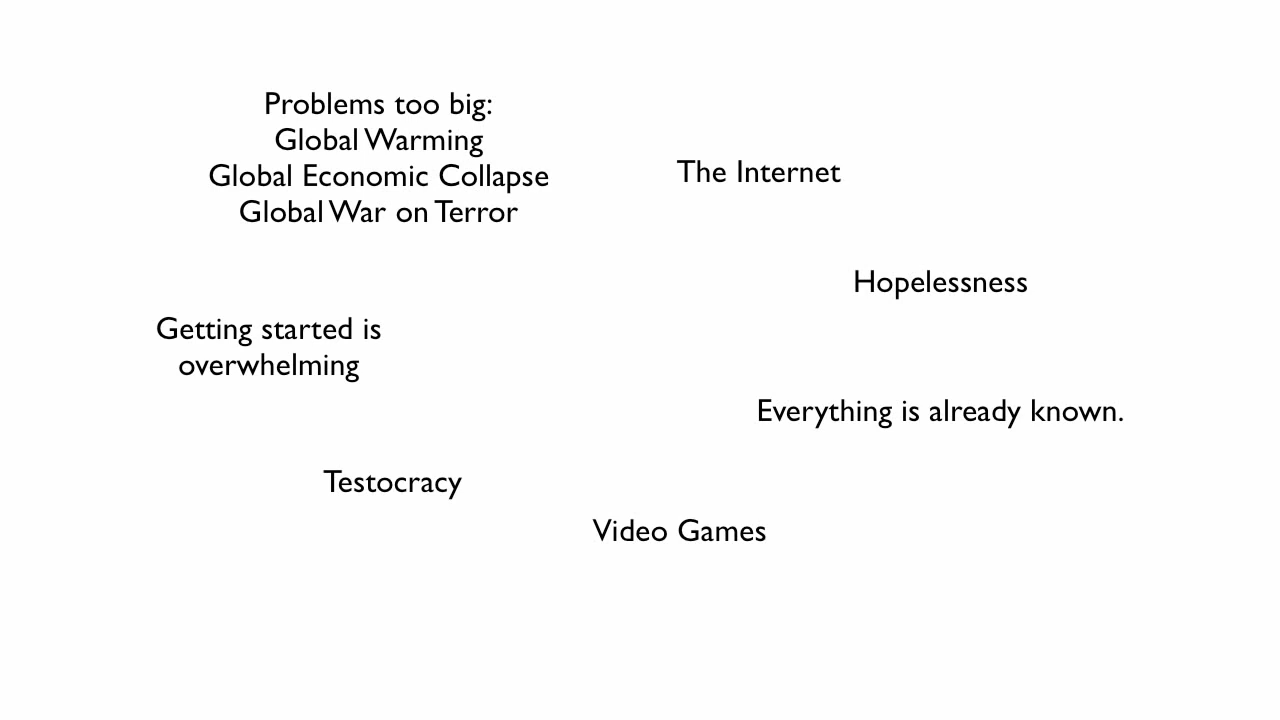 Problems too big:
Global Warming
Global Economic Collapse
Global War on Terror
The Internet
Hopelessness
Getting started is
overwhelming
Everything is already known.
Testocracy
Video Games